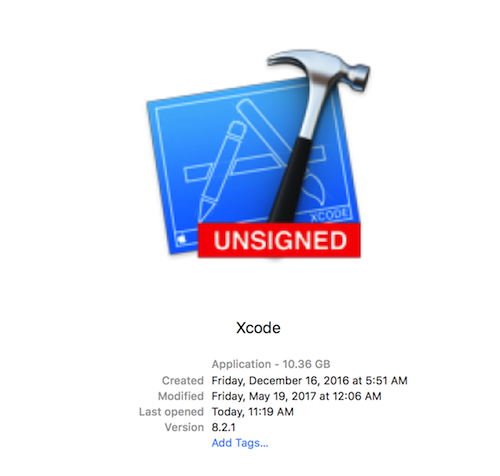 XCODE
UNSIGNED
Xcode
Application - 10.36 GB
Created Friday, December 16, 2016 at 5:51 AM
Modified Friday, May 19, 2017 at 12:06 AM
Last opened Today, 11:19 AM
Version 8.2.1
Add Tags...